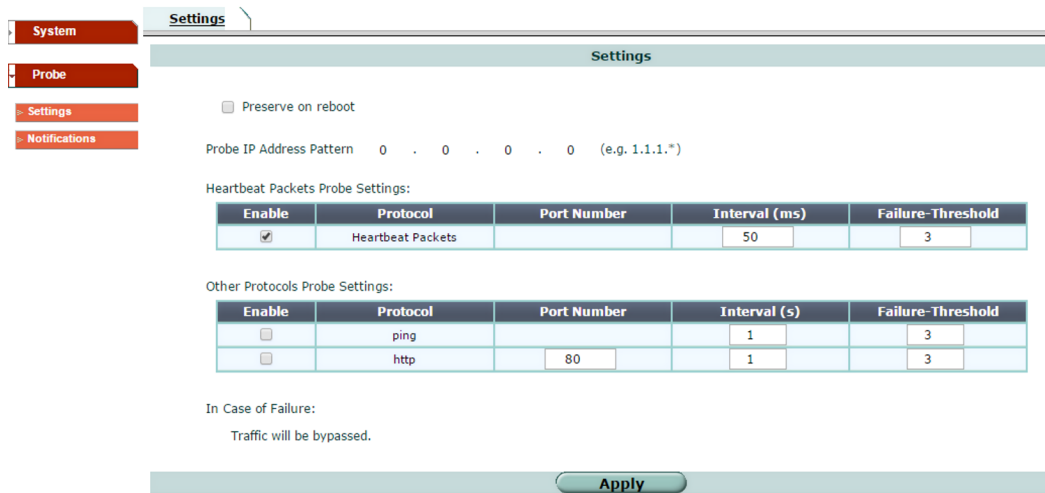 Settings
System
Settings
Probe
Preserve on reboot
Settings
Notifications
Probe IP Address Pattern 0 . 0 . 0 . 0 (e.g. 1.1.1.*)
Heartbeat Packets Probe Settings:
Enable Protocol Port Number Interval (ms) Failure-Threshold
Heartbeat Packets 50 3
Other Protocols Probe Settings:
Enable Protocol Port Number Interval (s) Failure-Threshold
ping 1 3
http 80 1 3
In Case of Failure:
Traffic will be bypassed.
Apply